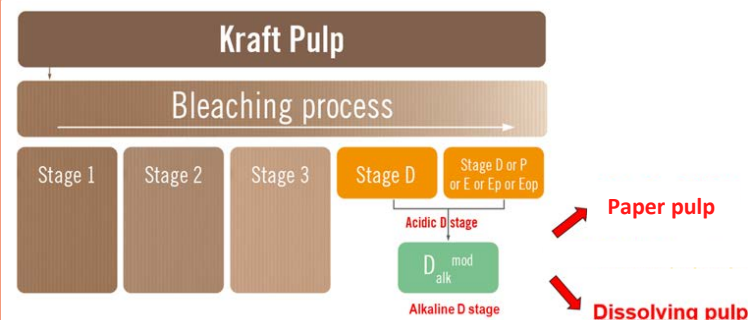 Kraft Pulp
Bleaching process
Stage 1
Stage 2
Stage 3
Stage D
Stage D or P
or E or Ep or Eop
Acidic D stage
Paper pulp
D alk mod
Alkaline D stage
Dissolving pulp